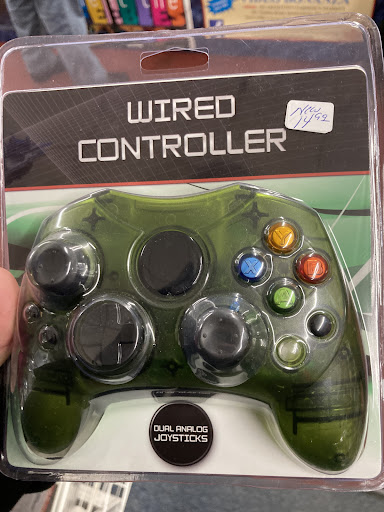 WIRED
CONTROLLER
New
14 99
DUAL ANALOG
JOYSTICKS
Y
X
B
A